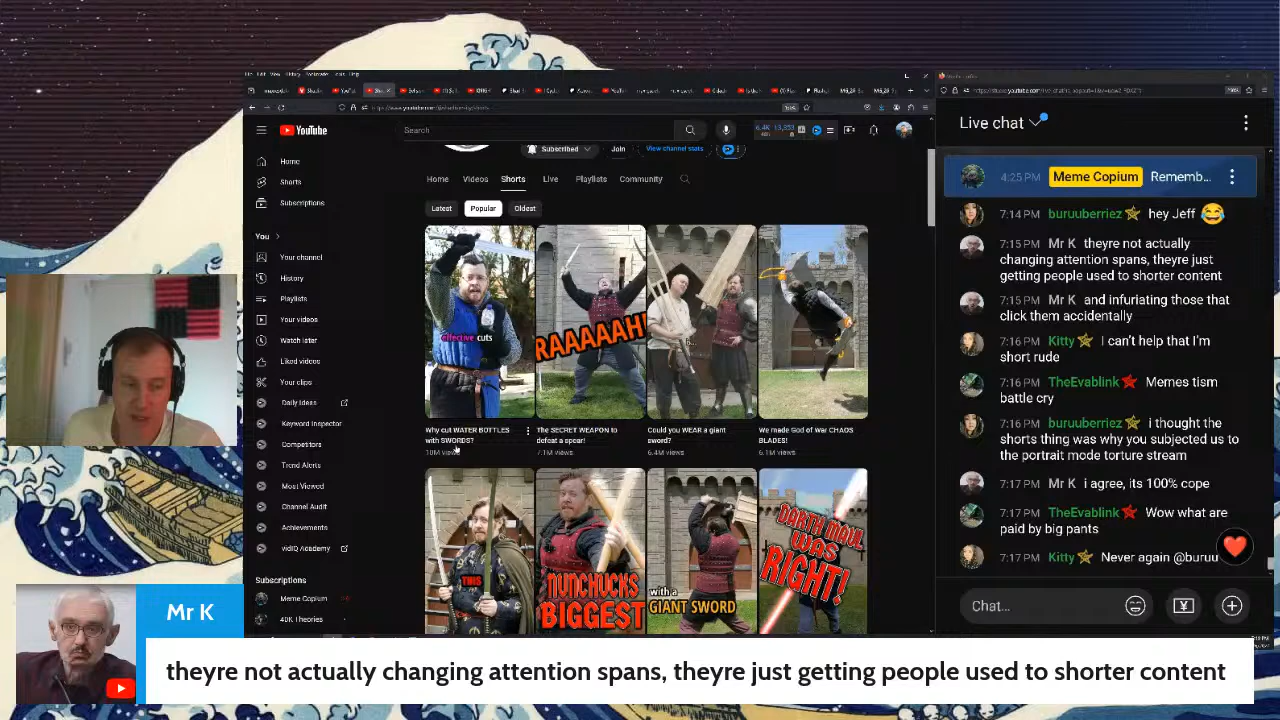 YouTube
Search
Subscribed
Join
View channel stats
Home
Videos
Shorts
Live
Playlists
Community
Latest
Popular
Oldest
Home
Shorts
Subscriptions
You
Your channel
History
Playlists
Your videos
Watch later
Liked videos
Your clips
Daily Ideas
Keyword Inspector
Competitors
Trend Alerts
Most Viewed
Channel Audit
Achievements
vidIQ Academy
Subscriptions
Meme Copium
40K Theories
effective cuts
RAAAAAH!
Why cut WATER BOTTLES
with SWORDS?
10M views
The SECRET WEAPON to
defeat a spear!
7.1M views
Could you WEAR a giant
sword?
6.4M views
We made God of War CHAOS
BLADES!
6.1M views
THIS
NUNCHUCKS
BIGGEST
with a
GIANT SWORD
DARTH MAUL
WAS
RIGHT!
Live chat
4:25 PM Meme Copium Rememb...
7:14 PM buruuberriez hey Jeff 😂
7:15 PM Mr K theyre not actually
changing attention spans, theyre just
getting people used to shorter content
7:15 PM Mr K and infuriating those that
click them accidentally
7:16 PM Kitty I can't help that I'm
short rude
7:16 PM TheEvablink Memes tism
battle cry
7:16 PM buruuberriez i thought the
shorts thing was why you subjected us to
the portrait mode torture stream
7:17 PM Mr K i agree, its 100% cope
7:17 PM TheEvablink Wow what are
paid by big pants
7:17 PM Kitty Never again @buruu
Chat...
Mr K
theyre not actually changing attention spans, theyre just getting people used to shorter content